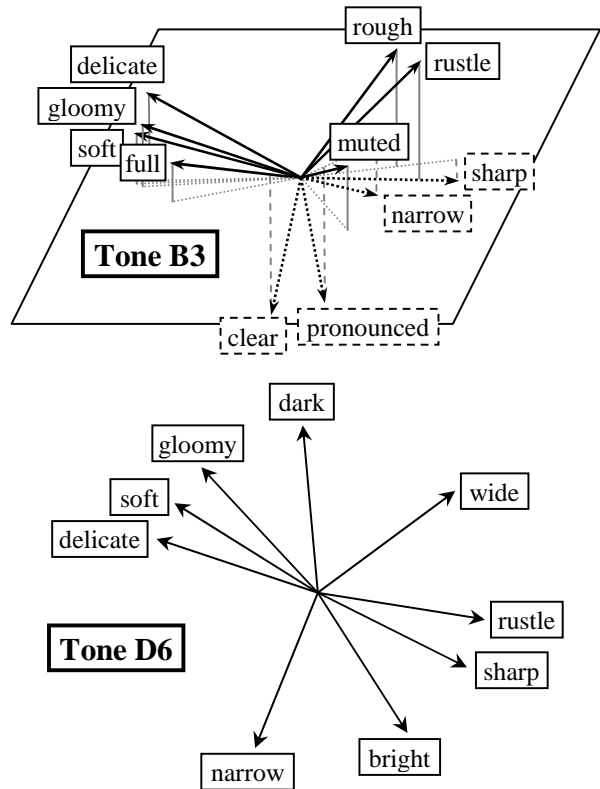 rough
delicate
rustle
gloomy
muted
soft
full
sharp
narrow
Tone B3
clear
pronounced
dark
gloomy
wide
soft
delicate
rustle
Tone D6
sharp
bright
narrow